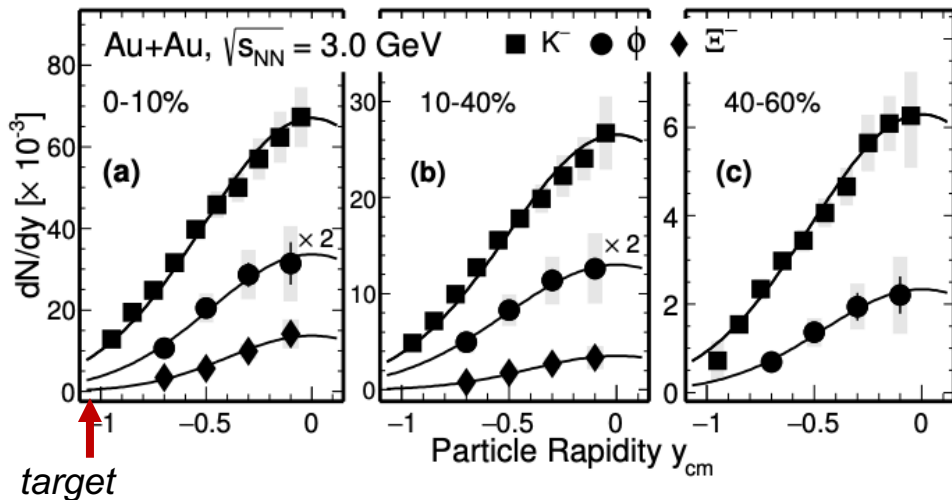 Au+Au, √s_NN = 3.0 GeV ■ K⁻ ● ϕ ◆ Ξ⁻
0-10%
10-40%
40-60%
(a)
(b)
(c)
× 2
× 2
dN/dy [× 10⁻³]
80
60
40
20
0
30
20
10
0
6
4
2
0
−1 −0.5 0
−1 −0.5 0
−1 −0.5 0
Particle Rapidity y_cm
target